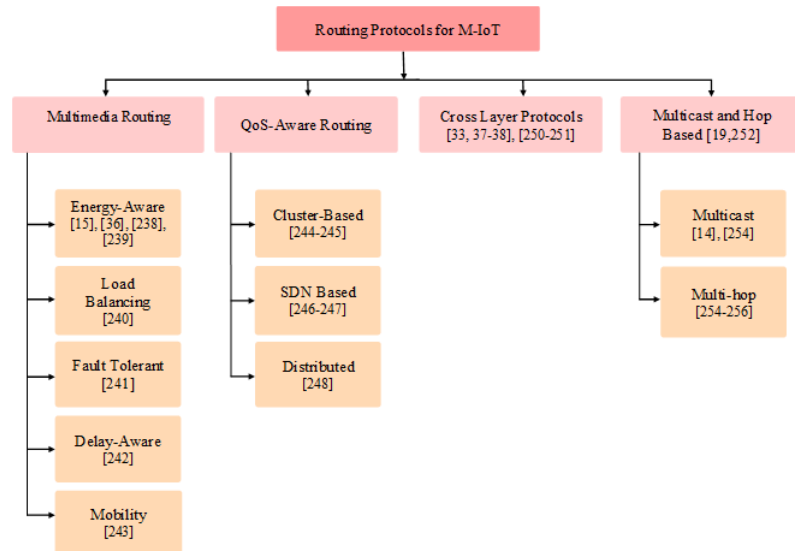 Routing Protocols for M-IoT
Multimedia Routing
Energy-Aware
[15], [36], [238],
[239]
Load
Balancing
[240]
Fault Tolerant
[241]
Delay-Aware
[242]
Mobility
[243]
QoS-Aware Routing
Cluster-Based
[244-245]
SDN Based
[246-247]
Distributed
[248]
Cross Layer Protocols
[33, 37-38], [250-251]
Multicast and Hop
Based [19,252]
Multicast
[14], [254]
Multi-hop
[254-256]